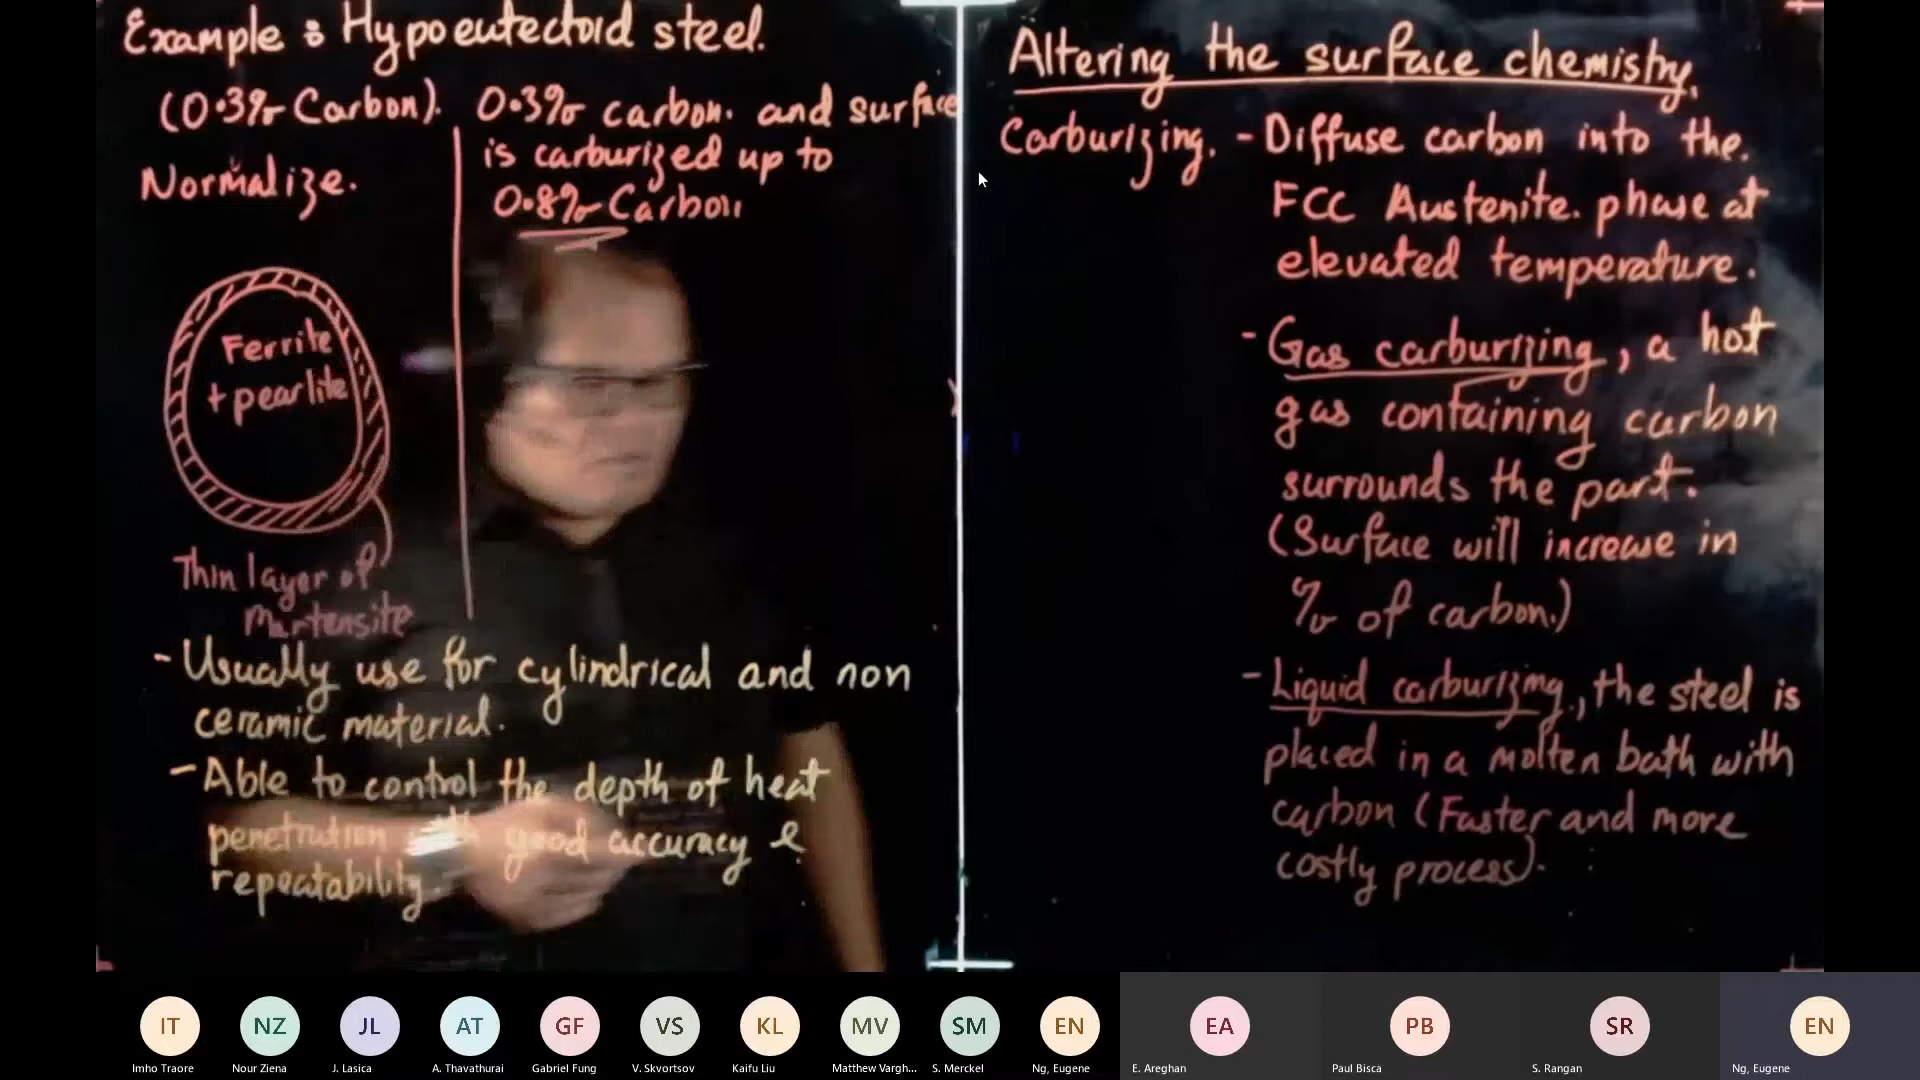 Example: Hypoeutectoid steel.
(0.3% Carbon).
Normalize.
0.3% carbon. and surface
is carburized up to
0.8% Carbon
Ferrite
+ pearlite
Thin layer of
Martensite
- Usually use for cylindrical and non
ceramic material.
- Able to control the depth of heat
penetration with good accuracy &
repeatability.
Altering the surface chemistry.
Carburizing. - Diffuse carbon into the.
FCC Austenite. phase at
elevated temperature.
- Gas carburizing, a hot
gas containing carbon
surrounds the part.
(Surface will increase in
% of carbon.)
- Liquid carburizing, the steel is
placed in a molten bath with
carbon (Faster and more
costly process).
IT NZ JL AT GF VS KL MV SM EN EA PB SR EN
Imho Traore Nour Ziena J. Lasica A. Thavathurai Gabriel Fung V. Skvortsov Kaifu Liu Matthew Vargh... S. Merckel Ng, Eugene E. Areghan Paul Bisca S. Rangan Ng, Eugene